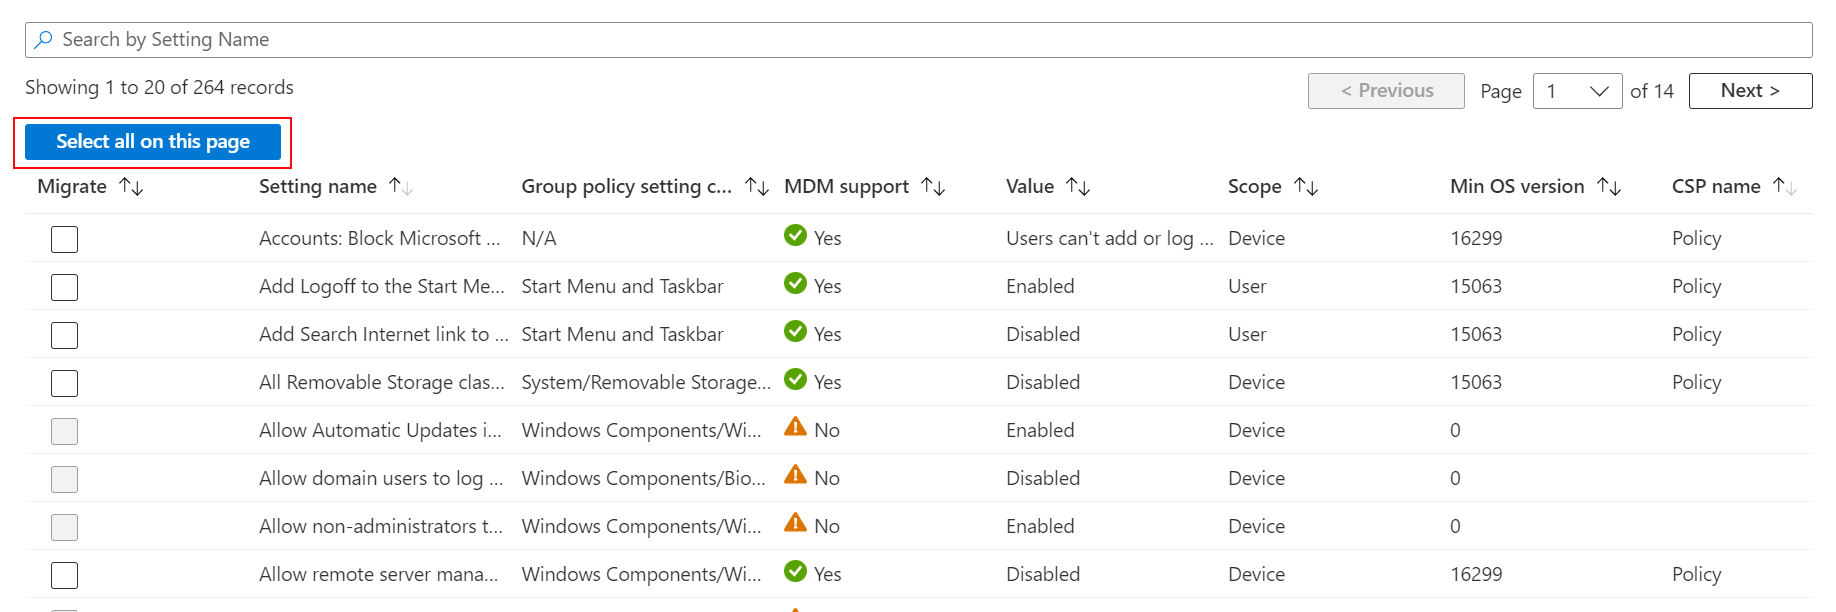 Search by Setting Name
Showing 1 to 20 of 264 records
< Previous Page 1 of 14 Next >
Select all on this page
Migrate Setting name Group policy setting c... MDM support Value Scope Min OS version CSP name
Accounts: Block Microsoft ... N/A Yes Users can't add or log ... Device 16299 Policy
Add Logoff to the Start Me... Start Menu and Taskbar Yes Enabled User 15063 Policy
Add Search Internet link to ... Start Menu and Taskbar Yes Disabled User 15063 Policy
All Removable Storage clas... System/Removable Storage... Yes Disabled Device 15063 Policy
Allow Automatic Updates i... Windows Components/Wi... No Enabled Device 0
Allow domain users to log ... Windows Components/Bio... No Disabled Device 0
Allow non-administrators t... Windows Components/Wi... No Enabled Device 0
Allow remote server mana... Windows Components/Wi... Yes Disabled Device 16299 Policy